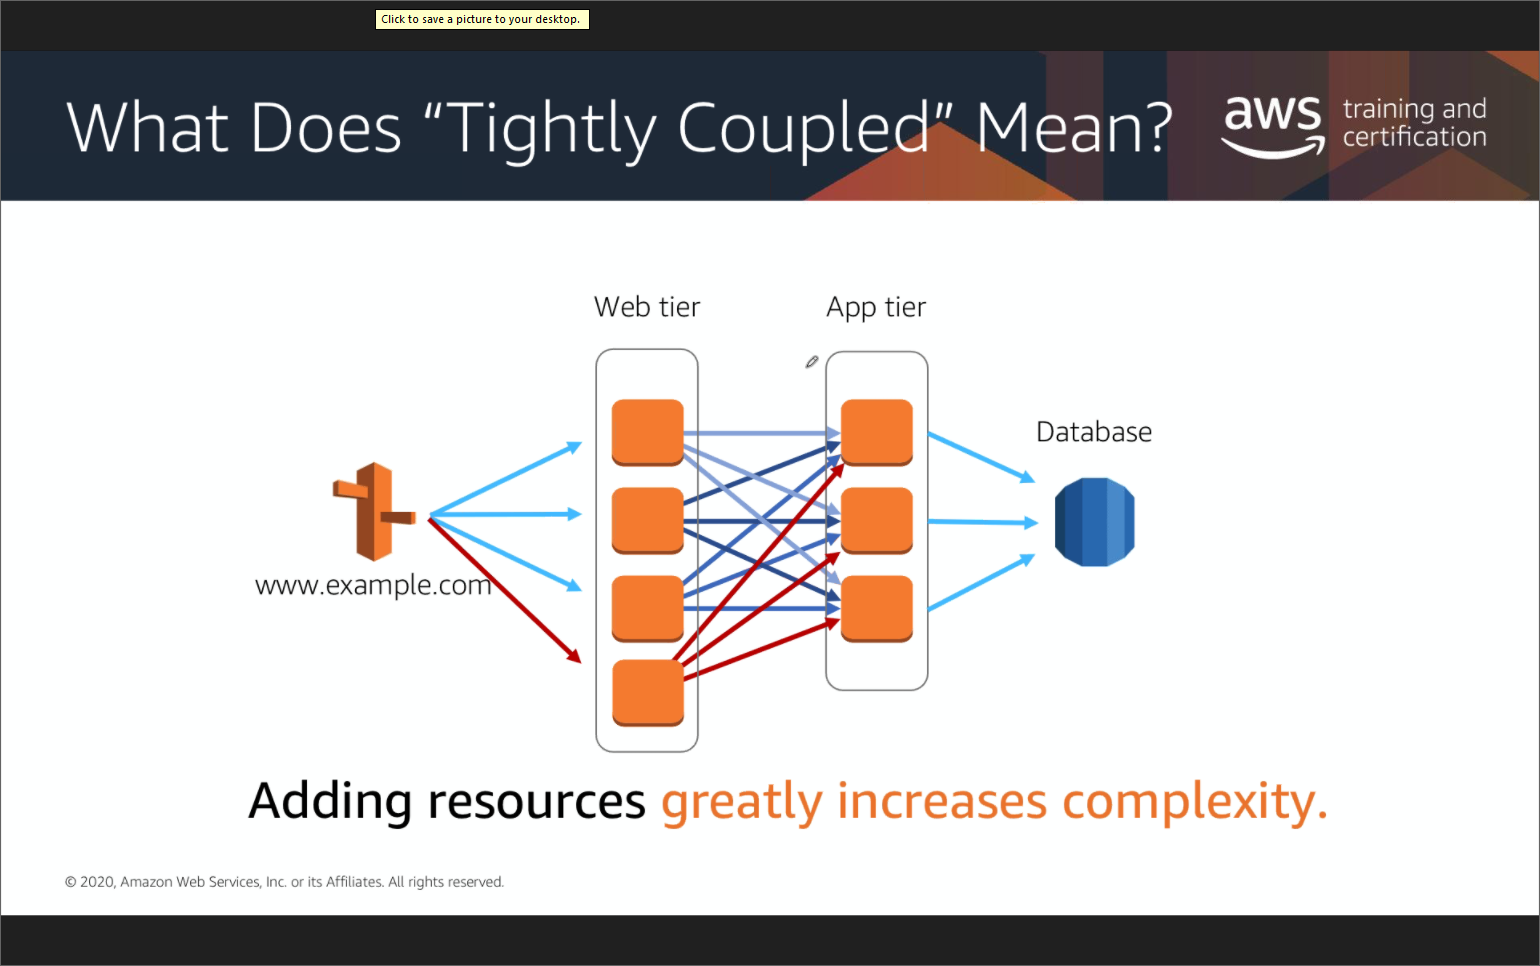 Click to save a picture to your desktop.
What Does “Tightly Coupled” Mean?
aws
training and
certification
Web tier
App tier
Database
www.example.com
Adding resources greatly increases complexity.
© 2020, Amazon Web Services, Inc. or its Affiliates. All rights reserved.